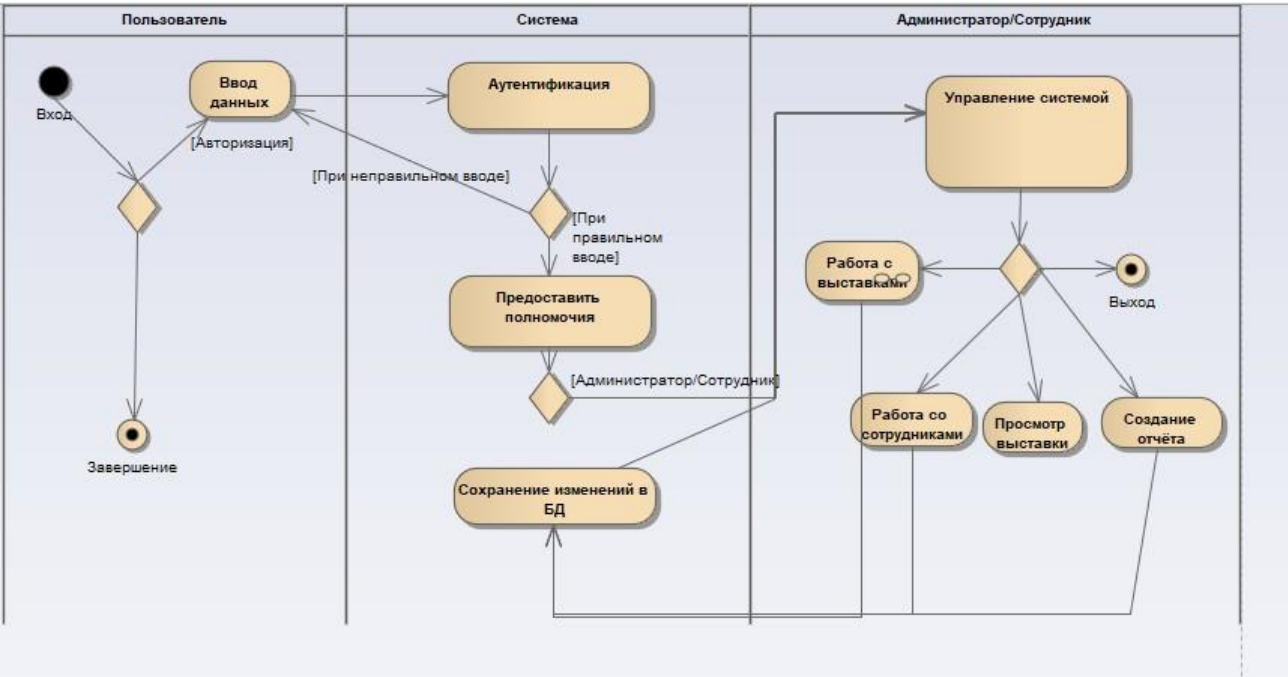 Пользователь
Система
Администратор/Сотрудник
Вход
Ввод
данных
[Авторизация]
Завершение
Аутентификация
[При неправильном вводе]
[При
правильном
вводе]
Предоставить
полномочия
[Администратор/Сотрудник]
Сохранение изменений в
БД
Управление системой
Работа с
выставками
Выход
Работа со
сотрудниками
Просмотр
выставки
Создание
отчёта